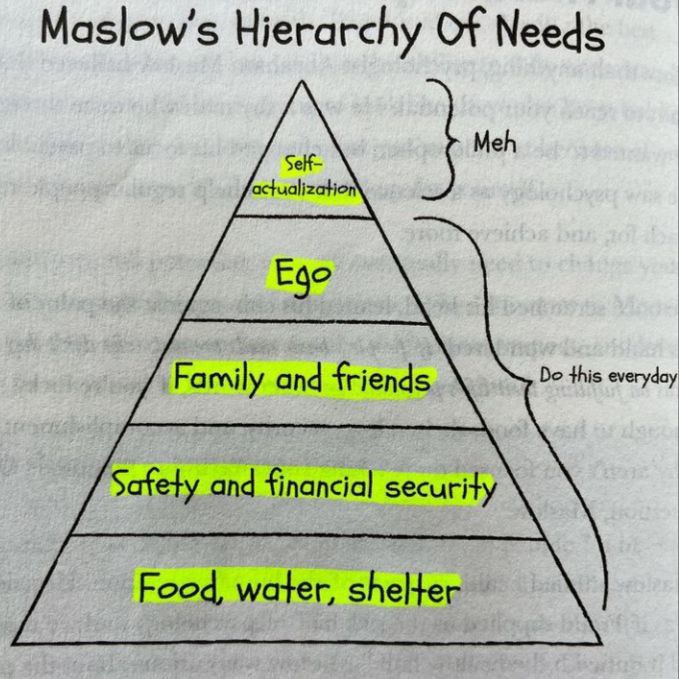 Maslow's Hierarchy Of Needs
Meh
Self-
actualization
Ego
Family and friends
Do this everyday
Safety and financial security
Food, water, shelter